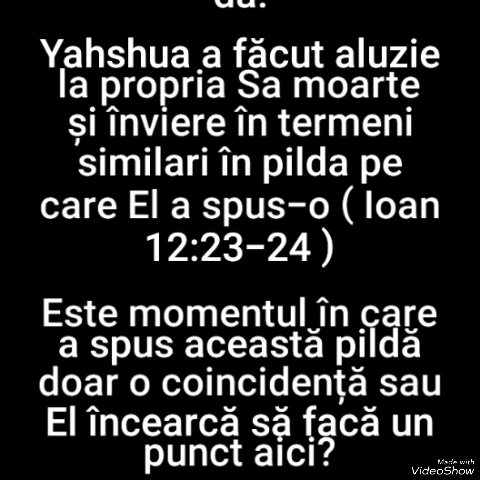 da.
Yahshua a făcut aluzie
la propria Sa moarte
și înviere în termeni
similari în pilda pe
care El a spus-o ( Ioan
12:23-24 )
Este momentul în care
a spus această pildă
doar o coincidență sau
El încearcă să facă un
punct aici?
Made with
VideoShow